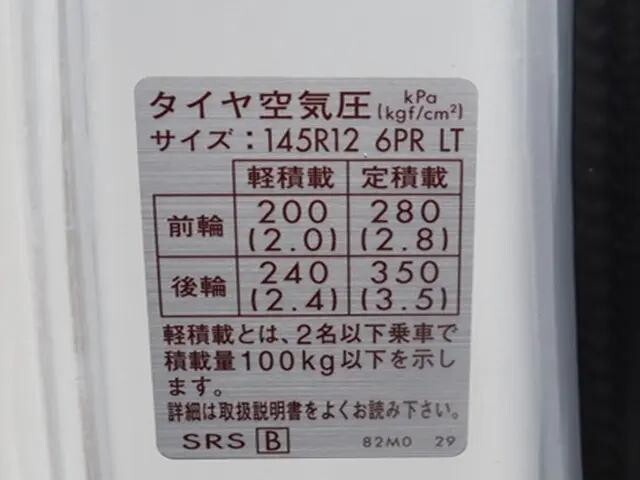 タイヤ空気圧 kPa (kgf/cm²)
サイズ：145R12 6PR LT
軽積載 定積載
前輪 200 (2.0) 280 (2.8)
後輪 240 (2.4) 350 (3.5)
軽積載とは、2名以下乗車で
積載量100kg以下を示し
ます。
詳細は取扱説明書をよくお読み下さい。
SRS B 82M0 29